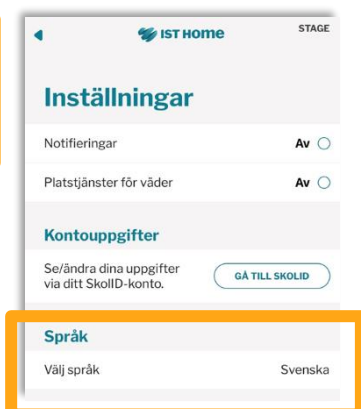 IST Home
STAGE
Inställningar
Notifieringar Av
Platstjänster för väder Av
Kontouppgifter
Se/ändra dina uppgifter
via ditt SkolID-konto.
GÅ TILL SKOLID
Språk
Välj språk Svenska